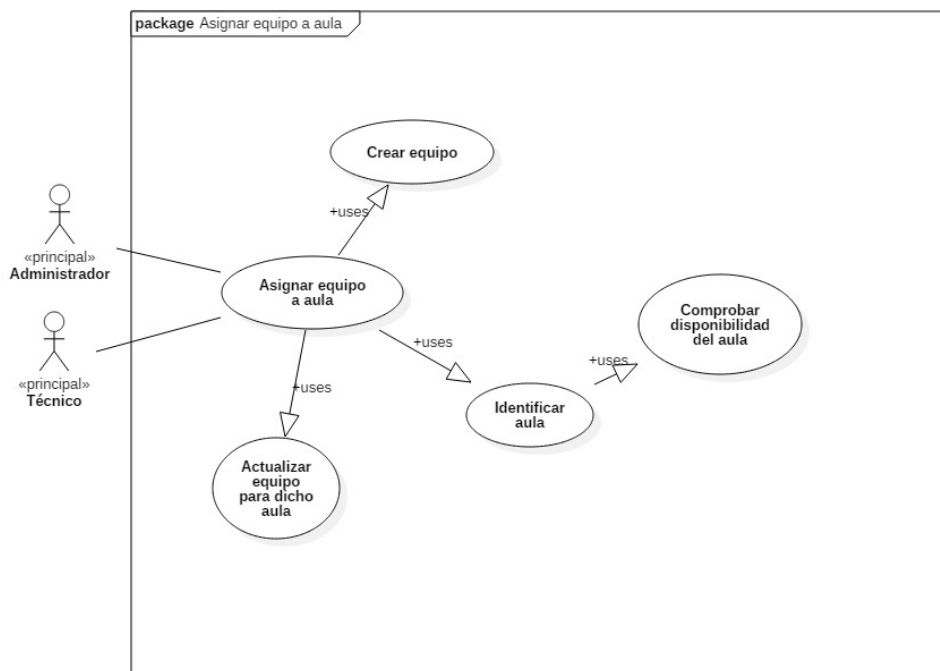 package Asignar equipo a aula
Crear equipo
+uses
«principal»
Administrador
Asignar equipo
a aula
Comprobar
disponibilidad
del aula
+uses
+uses
«principal»
Técnico
+uses
Identificar
aula
Actualizar
equipo
para dicho
aula